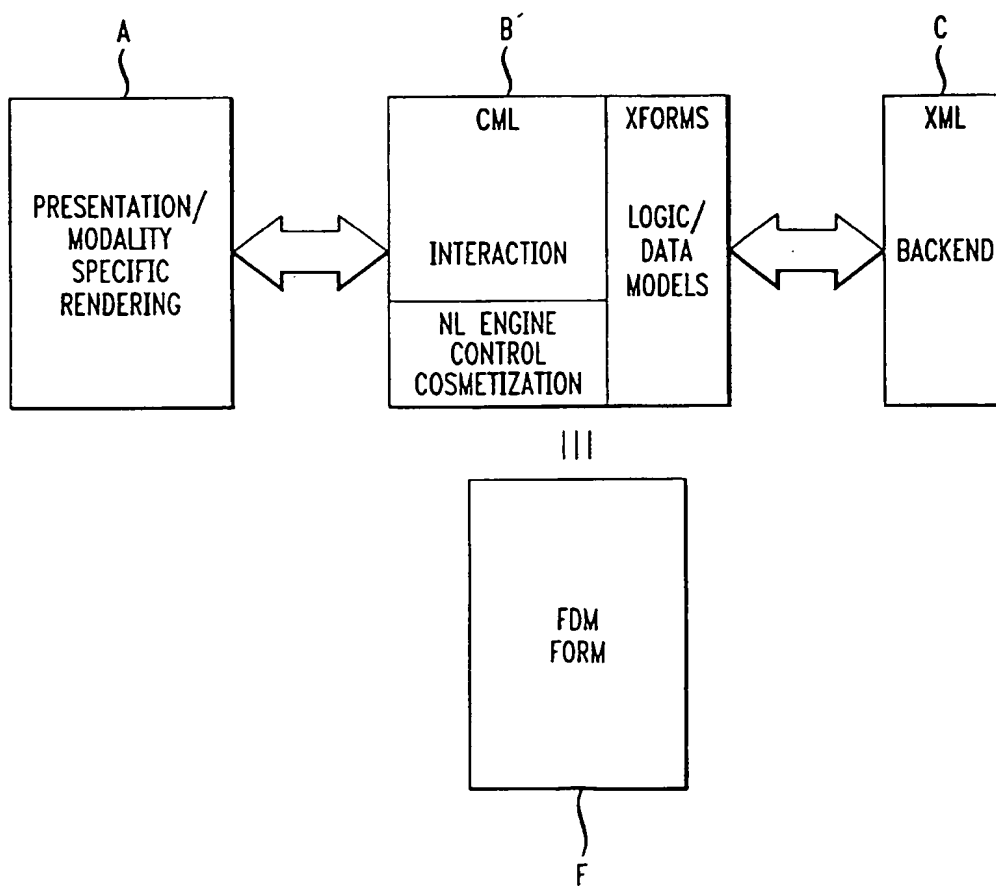 A
B´
C
PRESENTATION/
MODALITY
SPECIFIC
RENDERING
CML
INTERACTION
NL ENGINE
CONTROL
COSMETIZATION
XFORMS
LOGIC/
DATA
MODELS
XML
BACKEND
FDM
FORM
F